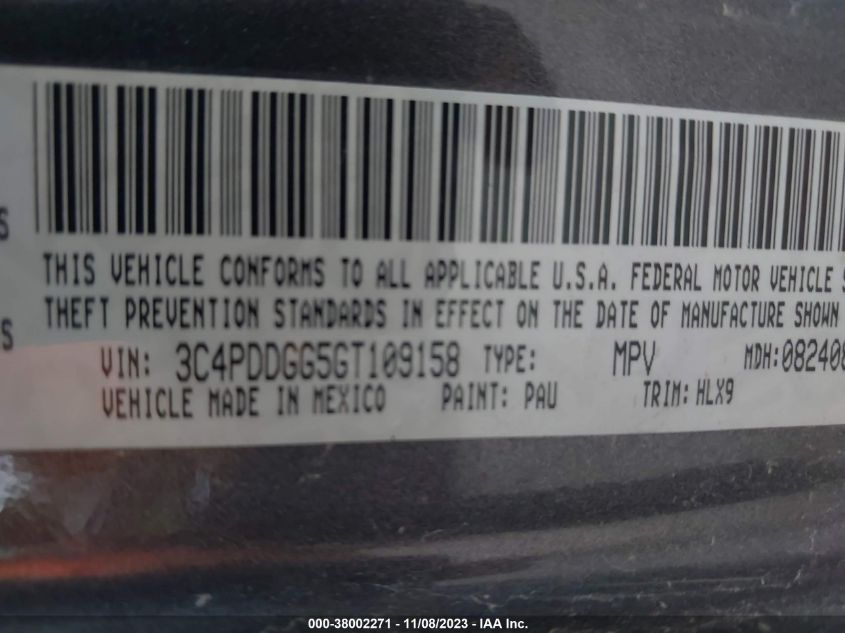 S
THIS VEHICLE CONFORMS TO ALL APPLICABLE U.S.A. FEDERAL MOTOR VEHICLE S
THEFT PREVENTION STANDARDS IN EFFECT ON THE DATE OF MANUFACTURE SHOWN
S
VIN: 3C4PDDGG5GT109158 TYPE: MPV MDH:082408
VEHICLE MADE IN MEXICO PAINT: PAU TRIM: HLX9
000-38002271 - 11/08/2023 - IAA Inc.